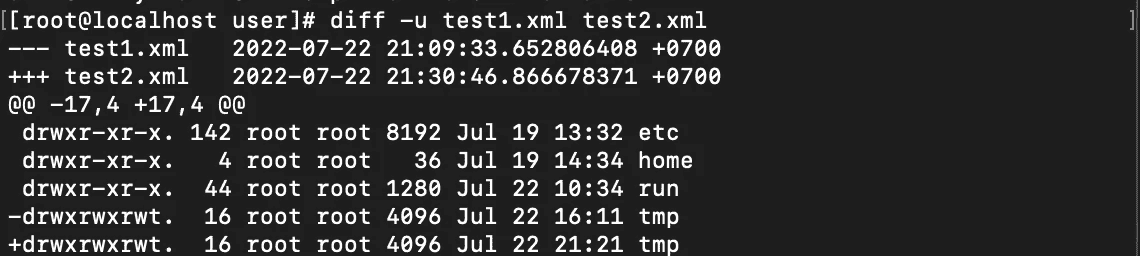 [[root@localhost user]# diff -u test1.xml test2.xml ]
--- test1.xml   2022-07-22 21:09:33.652806408 +0700
+++ test2.xml   2022-07-22 21:30:46.866678371 +0700
@@ -17,4 +17,4 @@
 drwxr-xr-x. 142 root root 8192 Jul 19 13:32 etc
 drwxr-xr-x.   4 root root   36 Jul 19 14:34 home
 drwxr-xr-x.  44 root root 1280 Jul 22 10:34 run
-drwxrwxrwt.  16 root root 4096 Jul 22 16:11 tmp
+drwxrwxrwt.  16 root root 4096 Jul 22 21:21 tmp